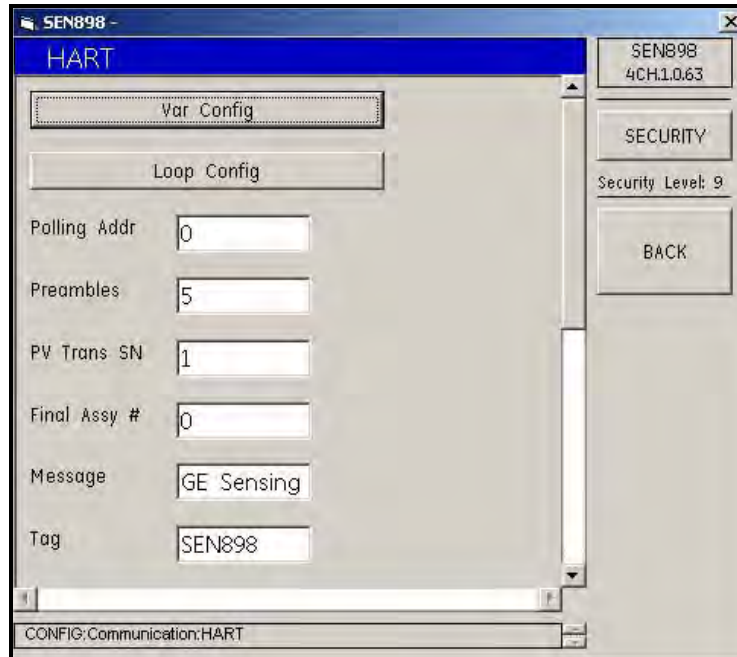 SEN898 -
HART
SEN898
4CH.1.0.63
Var Config
SECURITY
Loop Config
Security Level: 9
Polling Addr 0
BACK
Preambles 5
PV Trans SN 1
Final Assy # 0
Message GE Sensing
Tag SEN898
CONFIG:Communication:HART